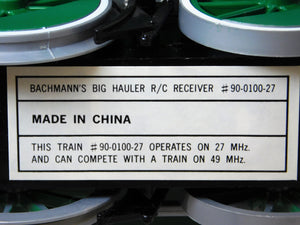 BACHMANN'S BIG HAULER R/C RECEIVER #90-0100-27
MADE IN CHINA
THIS TRAIN #90-0100-27 OPERATES ON 27 MHz.
AND CAN COMPETE WITH A TRAIN ON 49 MHz.